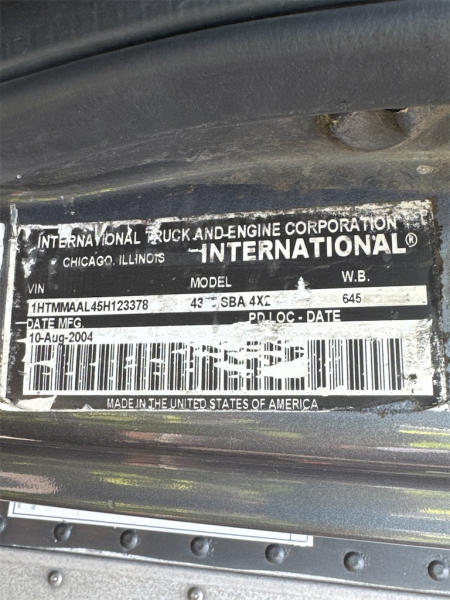 INTERNATIONAL TRUCK AND ENGINE CORPORATION
CHICAGO, ILLINOIS INTERNATIONAL®
VIN MODEL W.B.
1HTMMAAL45H123378 SBA 4X2 645
DATE MFG. PD LOC - DATE
10-Aug-2004
MADE IN THE UNITED STATES OF AMERICA